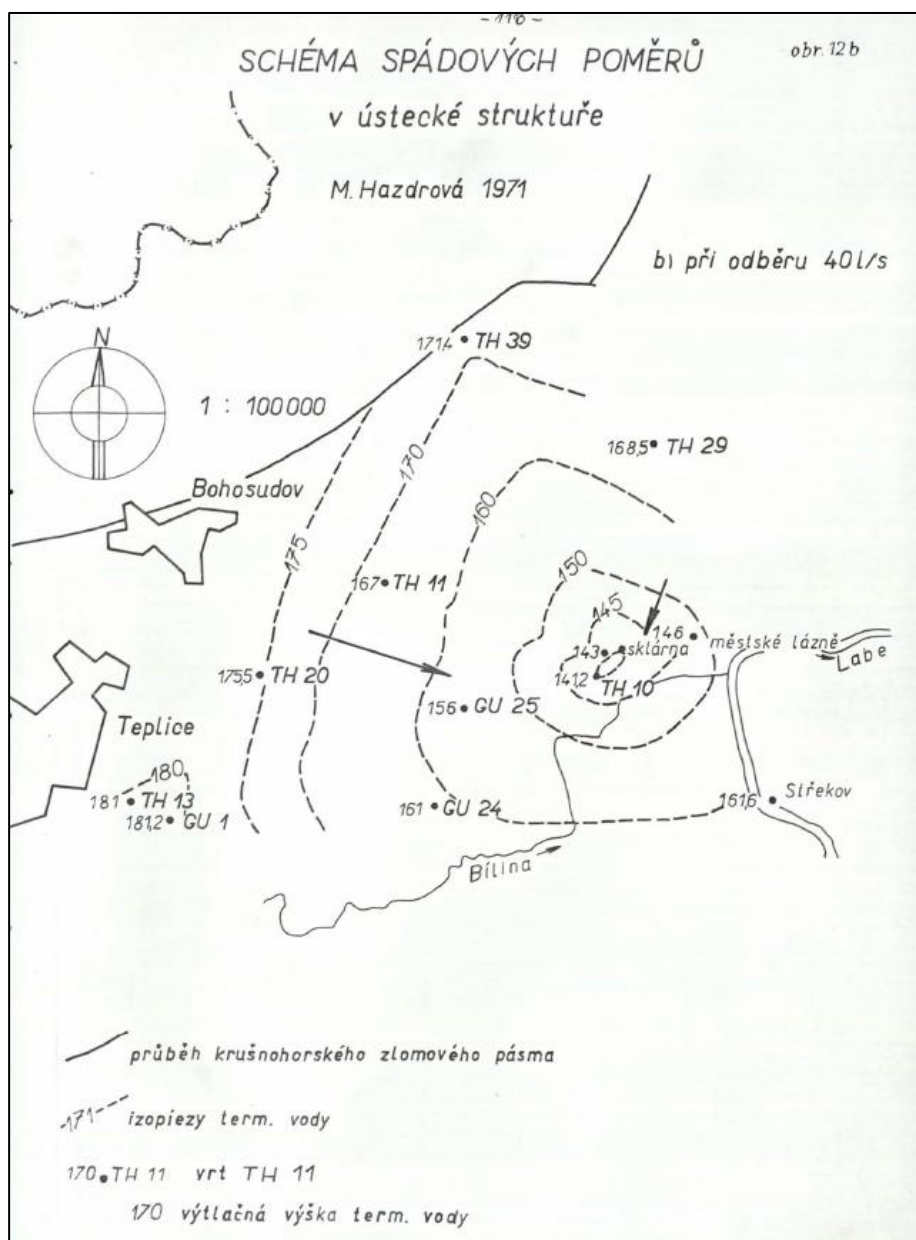 - 118 -
SCHÉMA SPÁDOVÝCH POMĚRŮ
obr. 12b
v ústecké struktuře
M. Hazdrová 1971
b) při odběru 40 l/s
N
171,4 TH 39
1 : 100000
168,5 TH 29
170
160
Bohosudov
175
150
167 TH 11
145
146 městské lázně
143 sklárna
Labe
175,5 TH 20
141,2 TH 10
156 GU 25
Teplice
180
181 TH 13
161 GU 24
161,6 Střekov
181,2 GU 1
Bílina
průběh krušnohorského zlomového pásma
171 izopiezy term. vody
170 TH 11 vrt TH 11
170 výtlačná výška term. vody